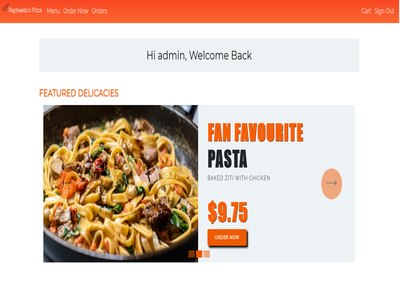 Raphaello's Pizza Menu Order Now Orders Cart Sign Out
Hi admin, Welcome Back
FEATURED DELICACIES
FAN FAVOURITE
PASTA
BAKED ZITI WITH CHICKEN
$9.75
ORDER NOW